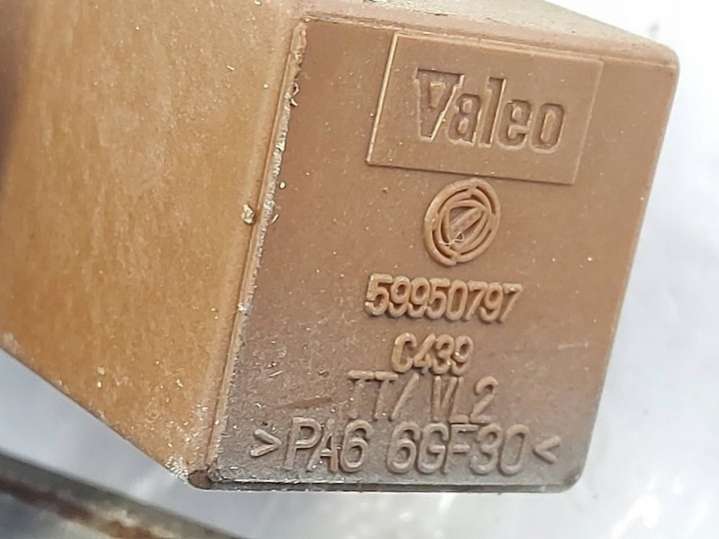 Valeo
59950797
C439
TT/VL2
>PA6 6GF30<